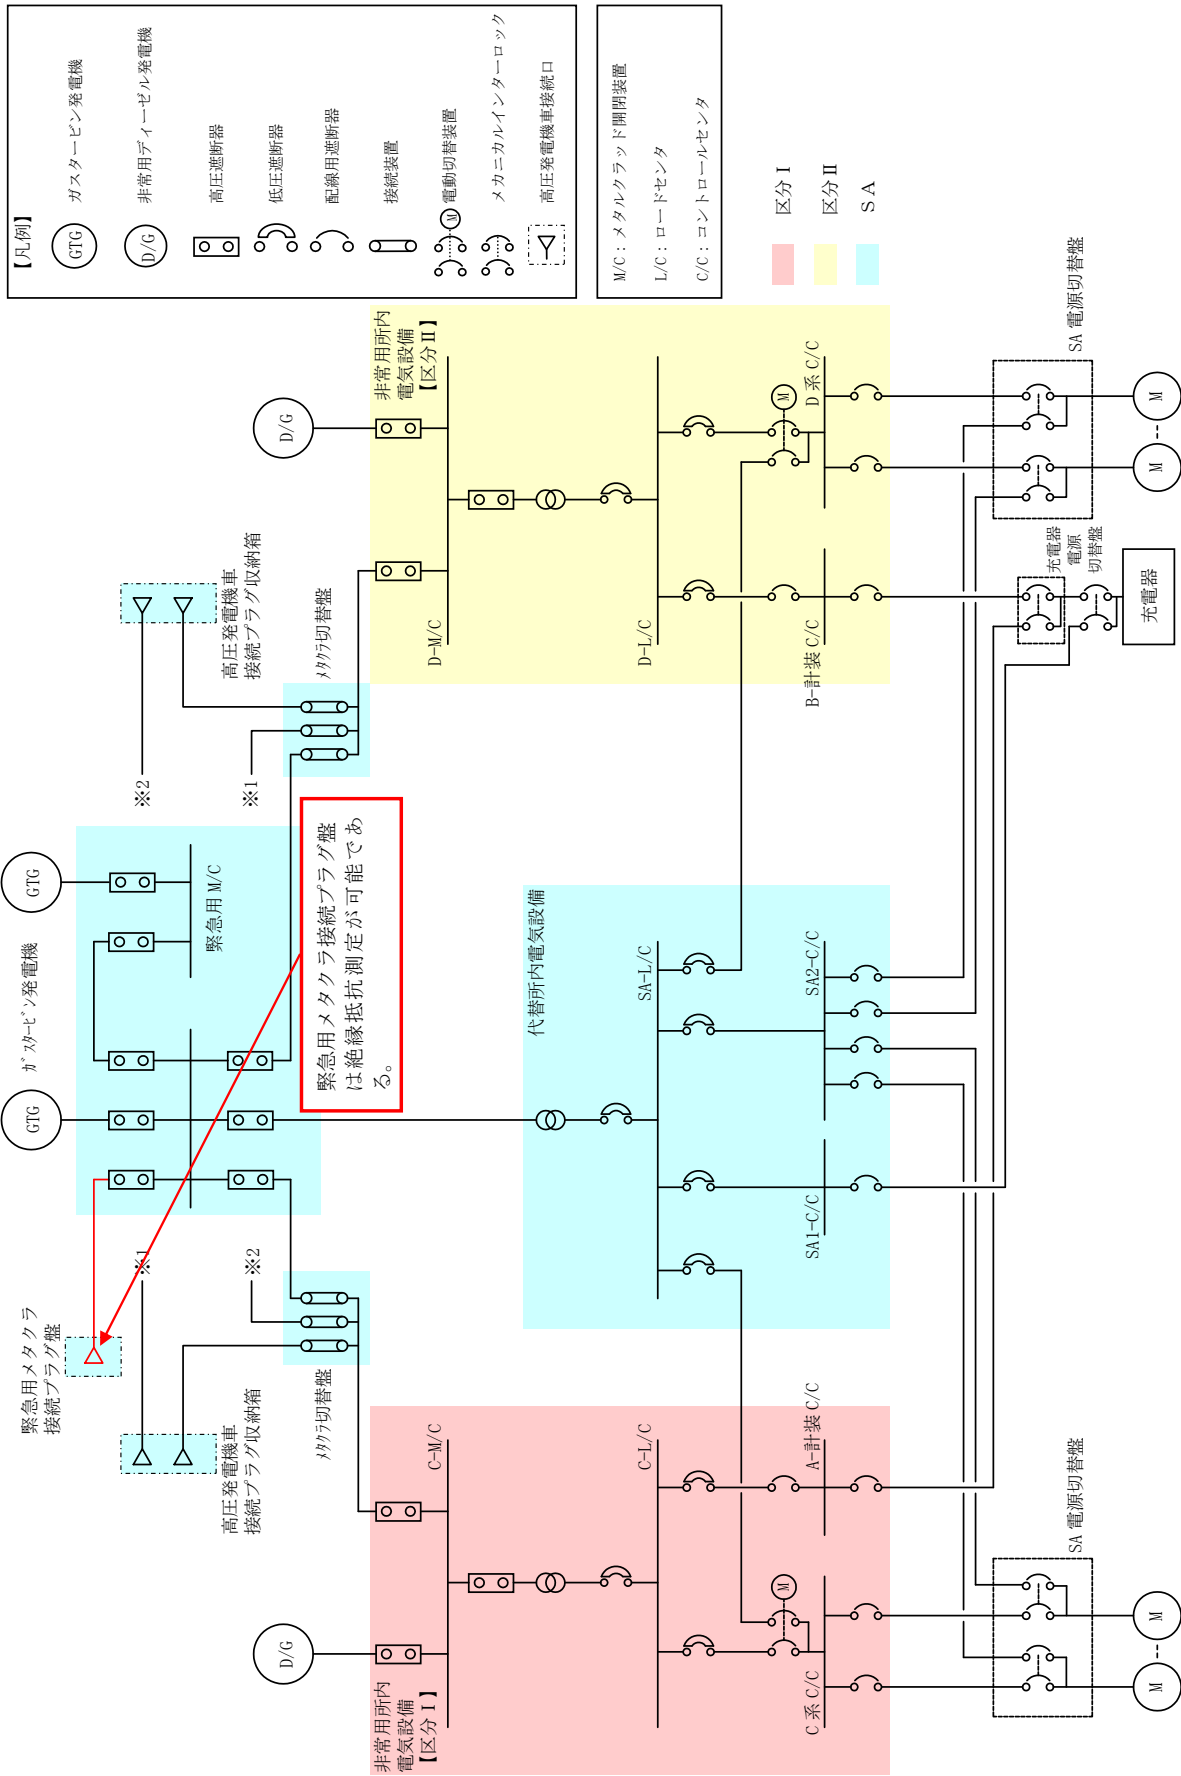 【凡例】
GTG
ガスタービン発電機
D/G
非常用ディーゼル発電機
高圧遮断器
低圧遮断器
配線用遮断器
接続装置
M
電動切替装置
メカニカルインターロック
高圧発電機車接続口
M/C：メタルクラッド開閉装置
L/C：ロードセンタ
C/C：コントロールセンタ
区分Ⅰ
区分Ⅱ
ＳＡ
緊急用メタクラ
接続プラグ盤
高圧発電機車
接続プラグ収納箱
※1
※2
ﾒﾀｸﾗ切替盤
GTG
ｶﾞｽﾀｰﾋﾞﾝ発電機
GTG
緊急用 M/C
緊急用メタクラ接続プラグ盤
は絶縁抵抗測定が可能であ
る。
※2
※1
高圧発電機車
接続プラグ収納箱
ﾒﾀｸﾗ切替盤
D/G
非常用所内
電気設備
【区分Ⅰ】
C-M/C
C-L/C
M
C 系 C/C
A-計装 C/C
代替所内電気設備
SA-L/C
SA1-C/C
SA2-C/C
D/G
非常用所内
電気設備
【区分Ⅱ】
D-M/C
D-L/C
M
B-計装 C/C
D 系 C/C
SA 電源切替盤
M
M
充電器
電源
切替盤
充電器
SA 電源切替盤
M
M